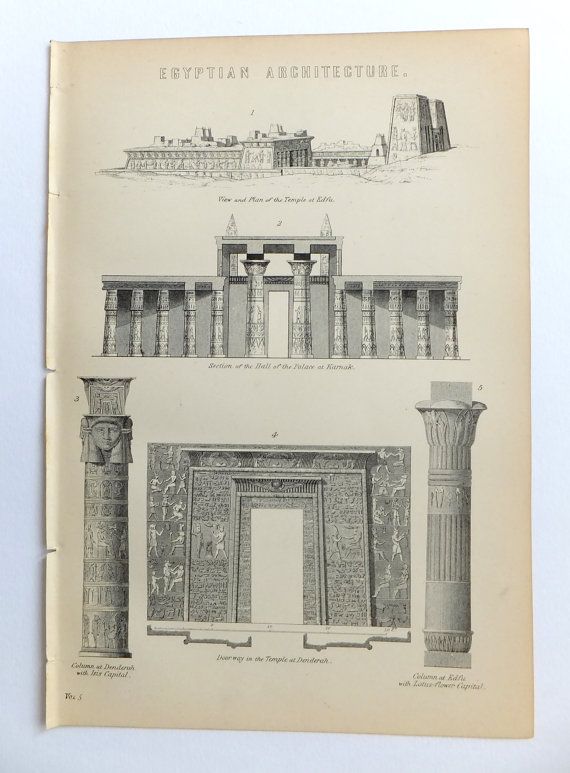 EGYPTIAN ARCHITECTURE.
1
View and Plan of the Temple at Edfu.
2
Section of the Hall of the Palace at Karnak.
3
4
5
Doorway in the Temple at Denderah.
Column at Denderah
with Isis Capital.
Column at Edfu
with Lotus-flower Capital.
Vol 5